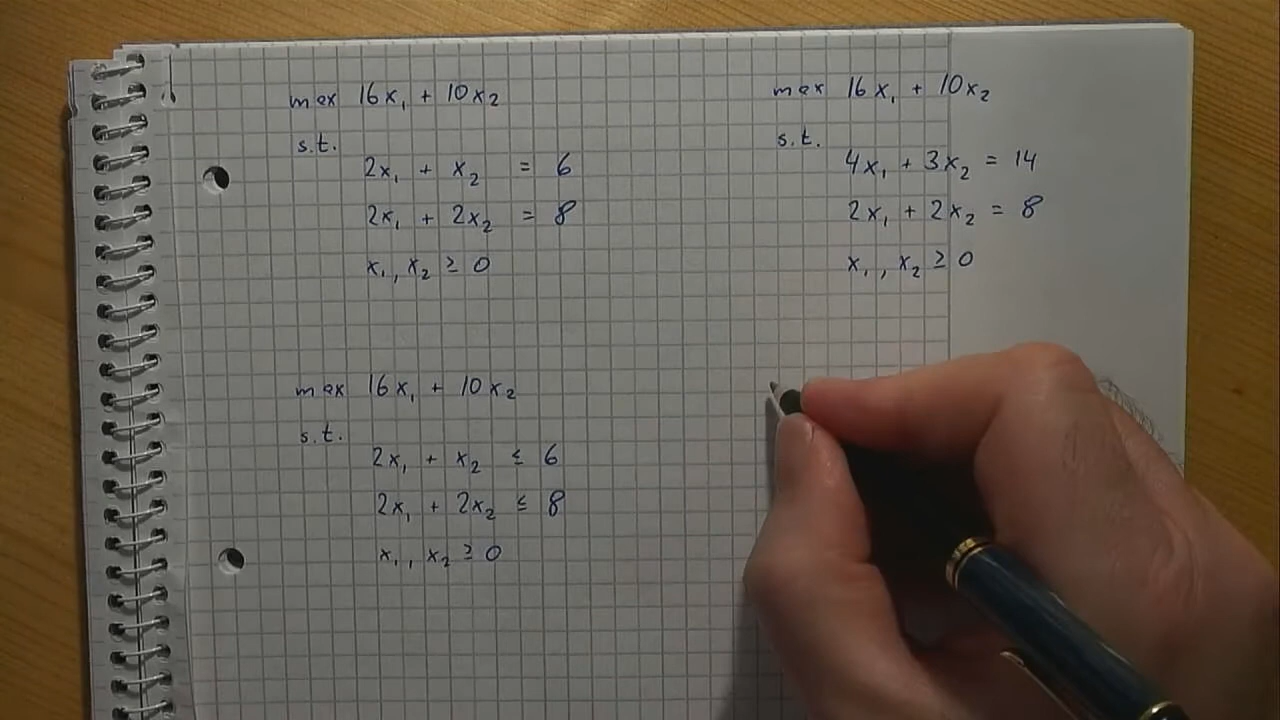 max 16x₁ + 10x₂
s.t.
2x₁ + x₂ = 6
2x₁ + 2x₂ = 8
x₁, x₂ ≥ 0
max 16x₁ + 10x₂
s.t.
4x₁ + 3x₂ = 14
2x₁ + 2x₂ = 8
x₁, x₂ ≥ 0
max 16x₁ + 10x₂
s.t.
2x₁ + x₂ ≤ 6
2x₁ + 2x₂ ≤ 8
x₁, x₂ ≥ 0